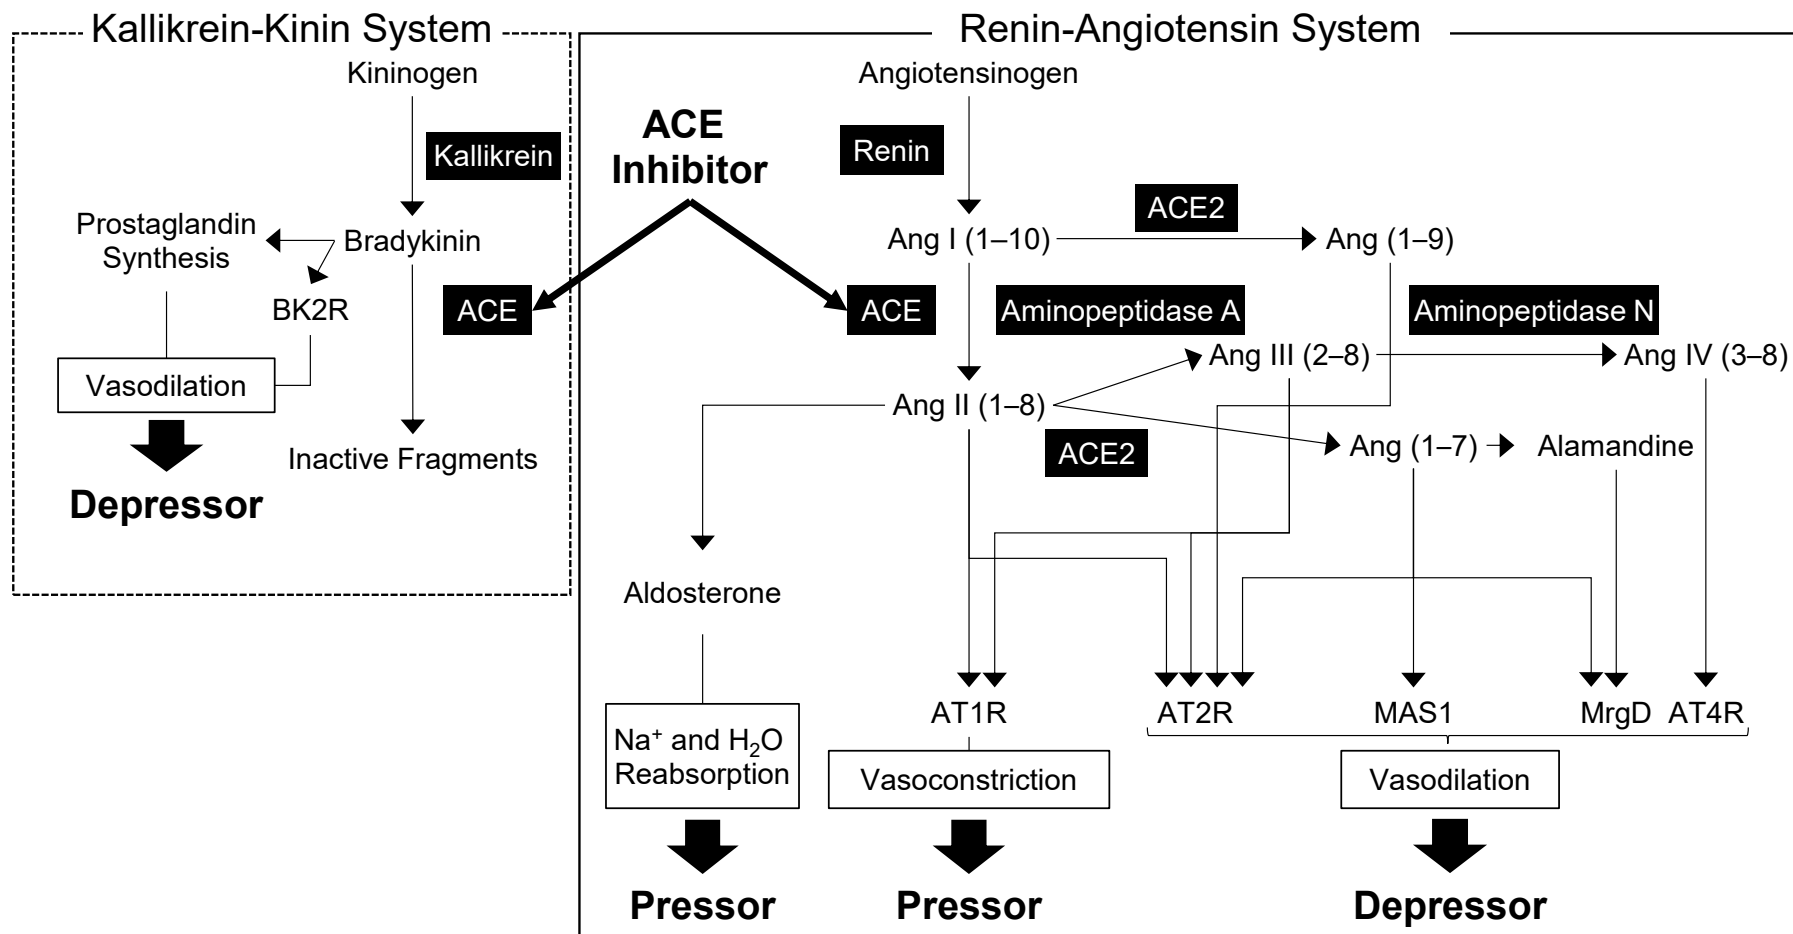 Kallikrein-Kinin System
Kininogen
Kallikrein
Prostaglandin
Synthesis
Bradykinin
BK2R
ACE
Vasodilation
Inactive Fragments
Depressor
ACE
Inhibitor
Renin-Angiotensin System
Angiotensinogen
Renin
ACE2
Ang I (1–10)
Ang (1–9)
ACE
Aminopeptidase A
Aminopeptidase N
Ang III (2–8)
Ang IV (3–8)
Ang II (1–8)
ACE2
Ang (1–7)
Alamandine
Aldosterone
AT1R
AT2R
MAS1
MrgD
AT4R
Na⁺ and H₂O
Reabsorption
Vasoconstriction
Vasodilation
Pressor
Pressor
Depressor